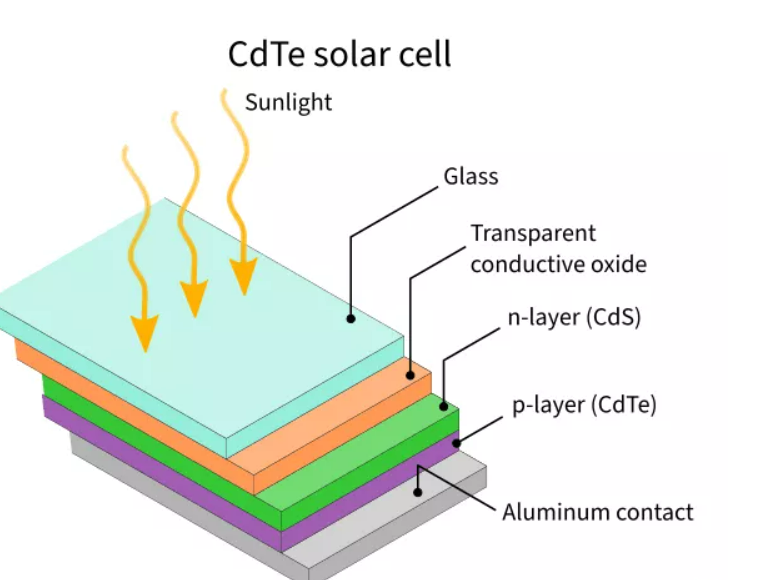 CdTe solar cell
Sunlight
Glass
Transparent
conductive oxide
n-layer (CdS)
p-layer (CdTe)
Aluminum contact